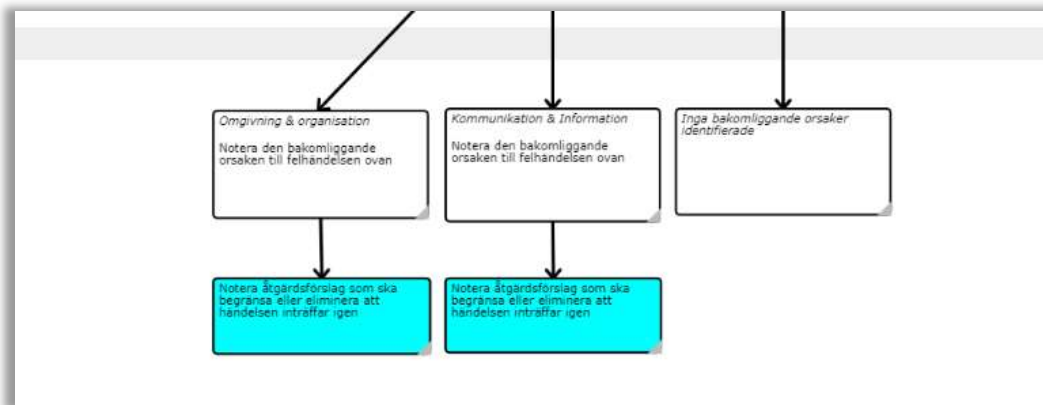 Omgivning & organisation
Notera den bakomliggande
orsaken till felhändelsen ovan
Kommunikation & Information
Notera den bakomliggande
orsaken till felhändelsen ovan
Inga bakomliggande orsaker
identifierade
Notera åtgärdsförslag som ska
begränsa eller eliminera att
händelsen inträffar igen
Notera åtgärdsförslag som ska
begränsa eller eliminera att
händelsen inträffar igen